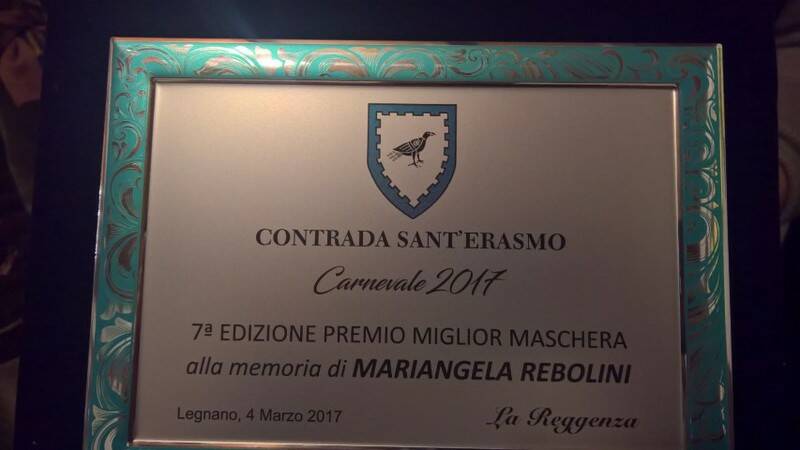 CONTRADA SANT'ERASMO
Carnevale 2017
7ª EDIZIONE PREMIO MIGLIOR MASCHERA
alla memoria di MARIANGELA REBOLINI
Legnano, 4 Marzo 2017 La Reggenza